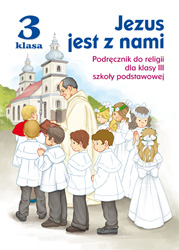 3
klasa
Jezus
jest z nami
Podręcznik do religii
dla klasy III
szkoły podstawowej